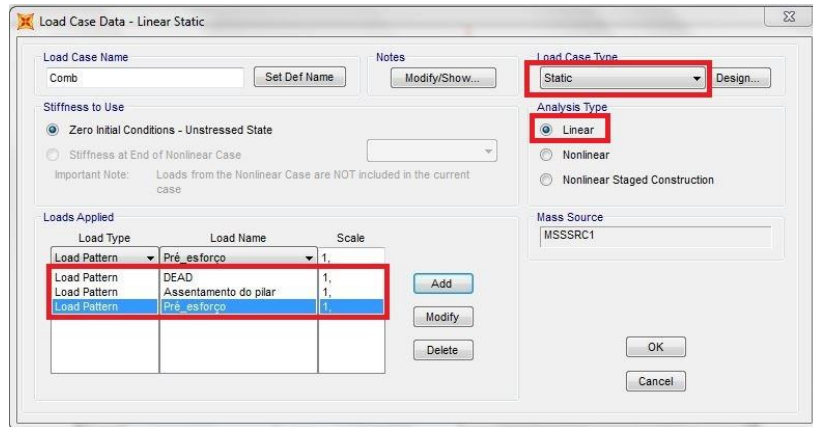 Load Case Data - Linear Static
Load Case Name
Comb
Set Def Name
Notes
Modify/Show...
Load Case Type
Static
Design...
Stiffness to Use
Zero Initial Conditions - Unstressed State
Stiffness at End of Nonlinear Case
Important Note: Loads from the Nonlinear Case are NOT included in the current
case
Analysis Type
Linear
Nonlinear
Nonlinear Staged Construction
Loads Applied
Load Type Load Name Scale
Load Pattern Pré_esforço 1,
Load Pattern DEAD 1,
Load Pattern Assentamento do pilar 1,
Load Pattern Pré_esforço 1,
Add
Modify
Delete
Mass Source
MSSSRC1
OK
Cancel